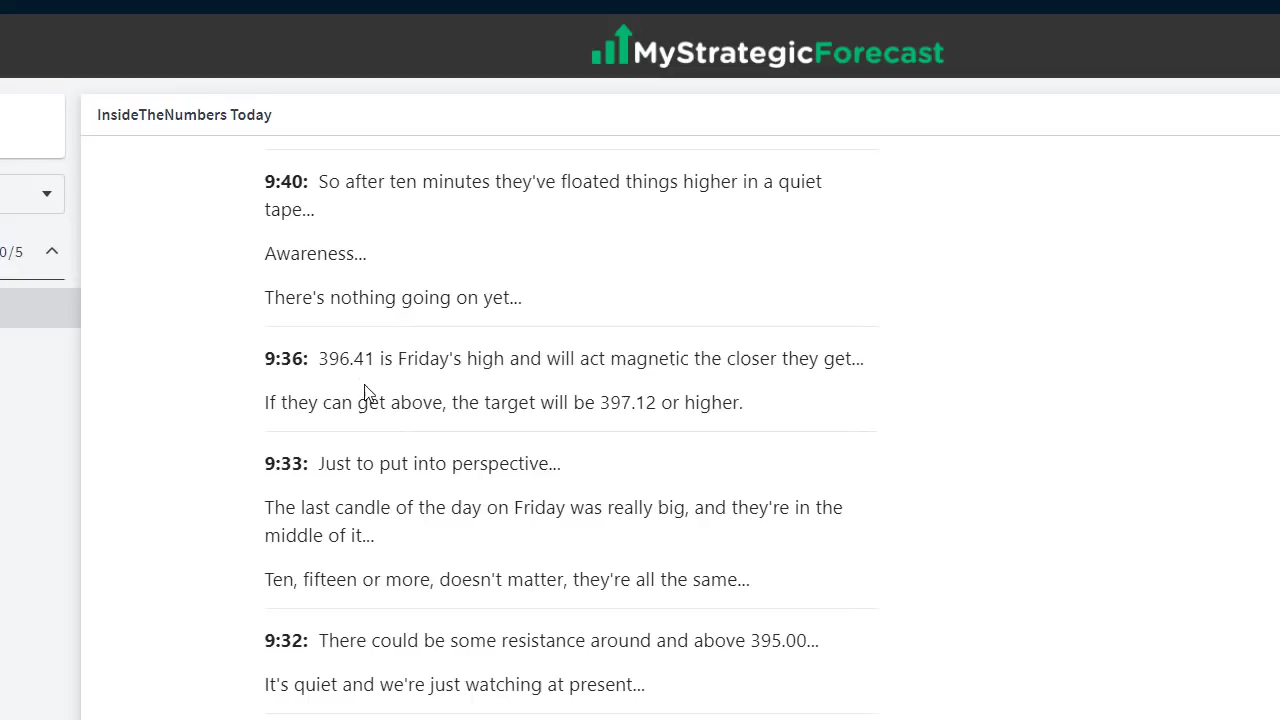 MyStrategicForecast
InsideTheNumbers Today
9:40: So after ten minutes they've floated things higher in a quiet
tape...
0/5
Awareness...
There's nothing going on yet...
9:36: 396.41 is Friday's high and will act magnetic the closer they get...
If they can get above, the target will be 397.12 or higher.
9:33: Just to put into perspective...
The last candle of the day on Friday was really big, and they're in the
middle of it...
Ten, fifteen or more, doesn't matter, they're all the same...
9:32: There could be some resistance around and above 395.00...
It's quiet and we're just watching at present...